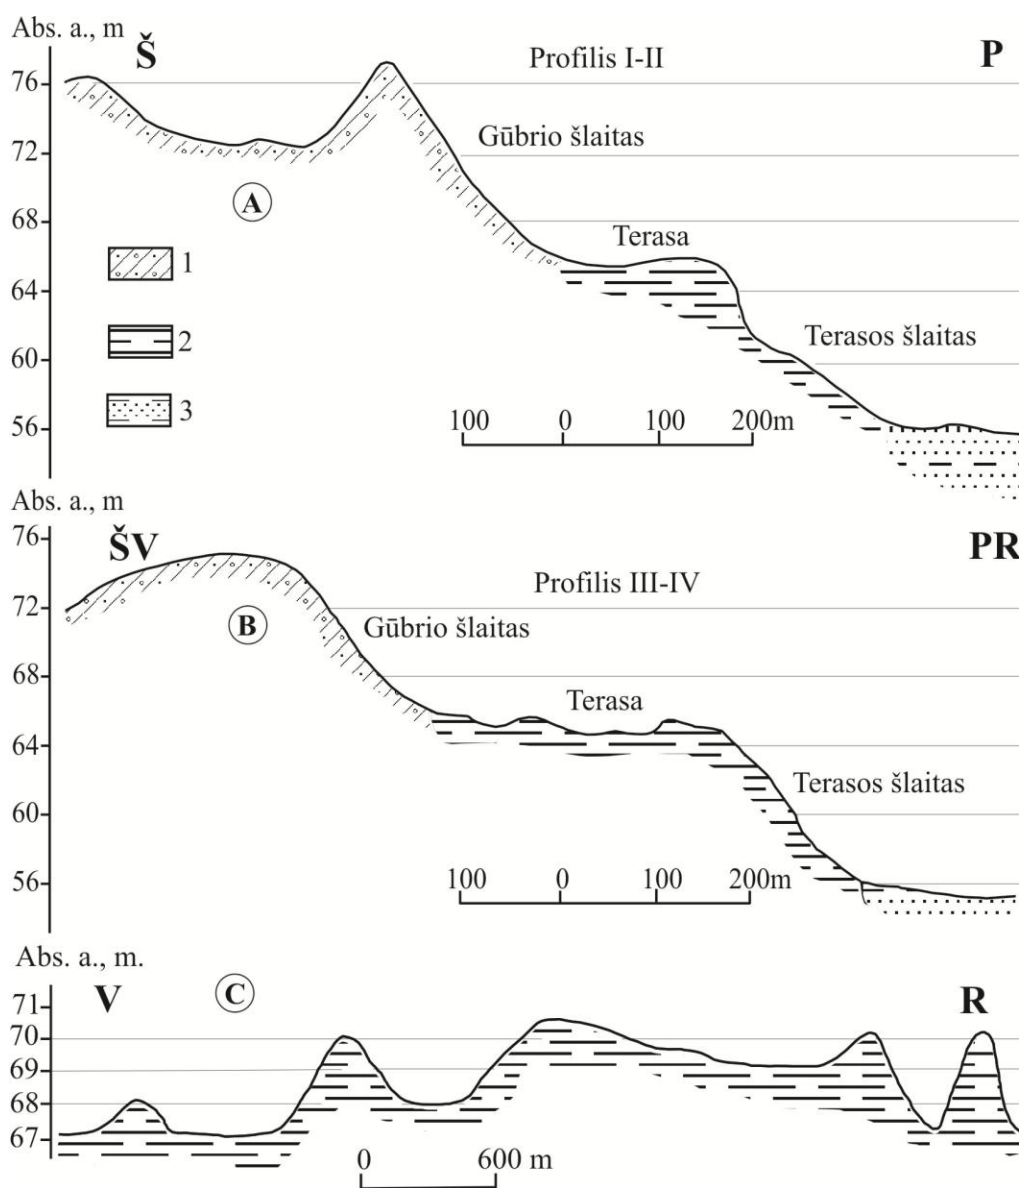 Abs. a., m
Š
Profilis I-II
P
76
72
68
64
60
56
Gūbrio šlaitas
A
Terasa
1
2
3
Terasos šlaitas
100 0 100 200m
Abs. a., m
ŠV
Profilis III-IV
PR
76
72
68
64
60
56
B
Gūbrio šlaitas
Terasa
Terasos šlaitas
100 0 100 200m
Abs. a., m.
V
C
R
71
70
69
68
67
0 600 m